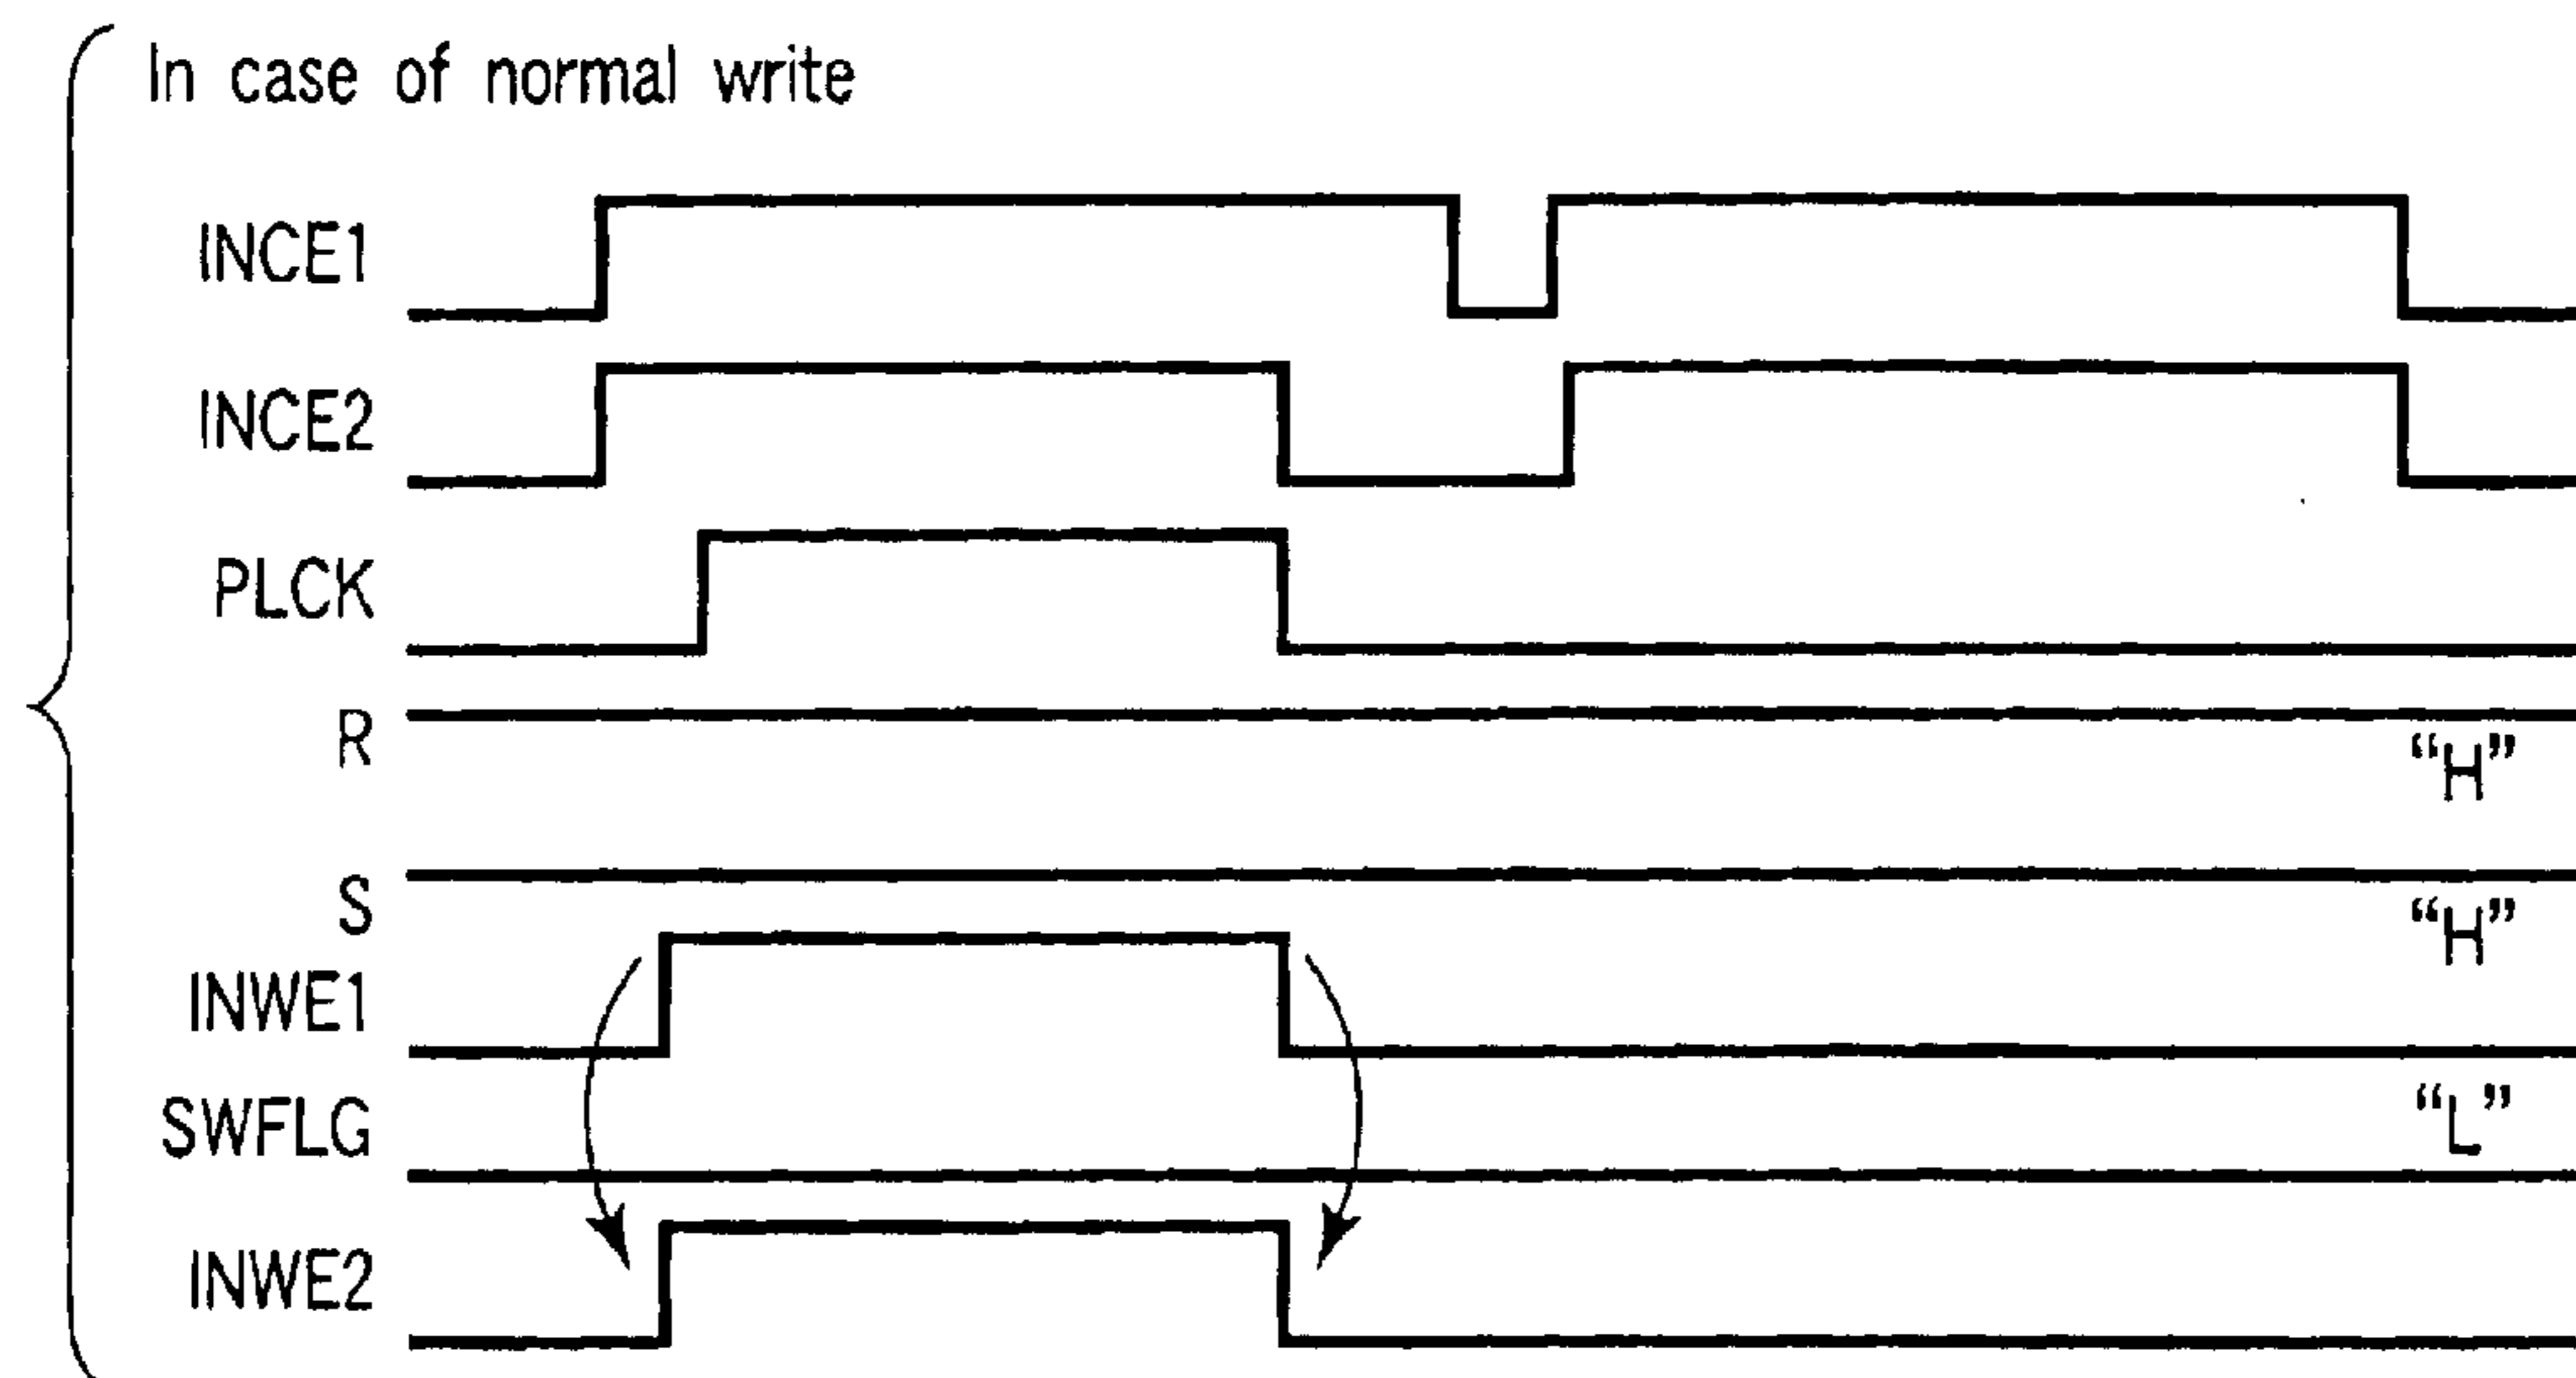 In case of normal write
INCE1
INCE2
PLCK
R
“H”
S
“H”
INWE1
SWFLG
“L”
INWE2